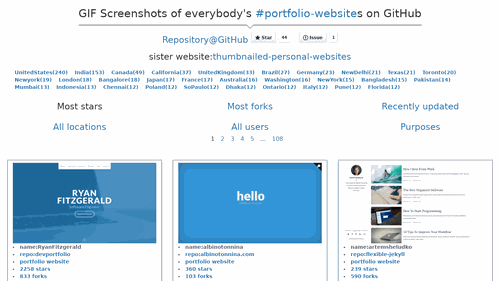 GIF Screenshots of everybody's #portfolio-websites on GitHub
Repository@GitHub Star 44 Issue 1
sister website:thumbnailed-personal-websites
UnitedStates(240) India(153) Canada(49) California(37) UnitedKingdom(33) Brazil(27) Germany(23) NewDelhi(21) Texas(21) Toronto(20)
Newyork(19) London(18) Bangalore(18) Japan(17) France(17) Australia(16) Washington(16) NewYork(15) Bangladesh(15) Pakistan(14)
Mumbai(13) Indonesia(13) Chennai(12) Poland(12) SoPaulo(12) Dhaka(12) Ontario(12) Italy(12) Pune(12) Florida(12)
Most stars Most forks Recently updated
All locations All users Purposes
1 2 3 4 5 ... 108
RYAN
FITZGERALD
hello
name:RyanFitzgerald
repo:devportfolio
portfolio website
2258 stars
833 forks
name:albinotonnina
repo:albinotonnina.com
portfolio website
360 stars
103 forks
name:artemsheludko
repo:flexible-jekyll
portfolio website
239 stars
590 forks